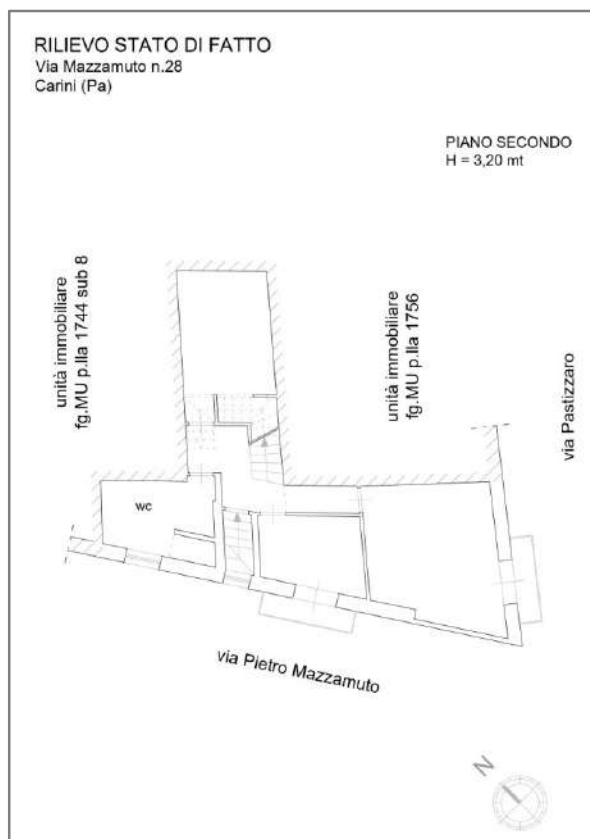 RILIEVO STATO DI FATTO
Via Mazzamuto n.28
Carini (Pa)
PIANO SECONDO
H = 3,20 mt
unità immobiliare
fg.MU p.lla 1744 sub 8
unità immobiliare
fg.MU p.lla 1756
via Pastizzaro
wc
via Pietro Mazzamuto
N